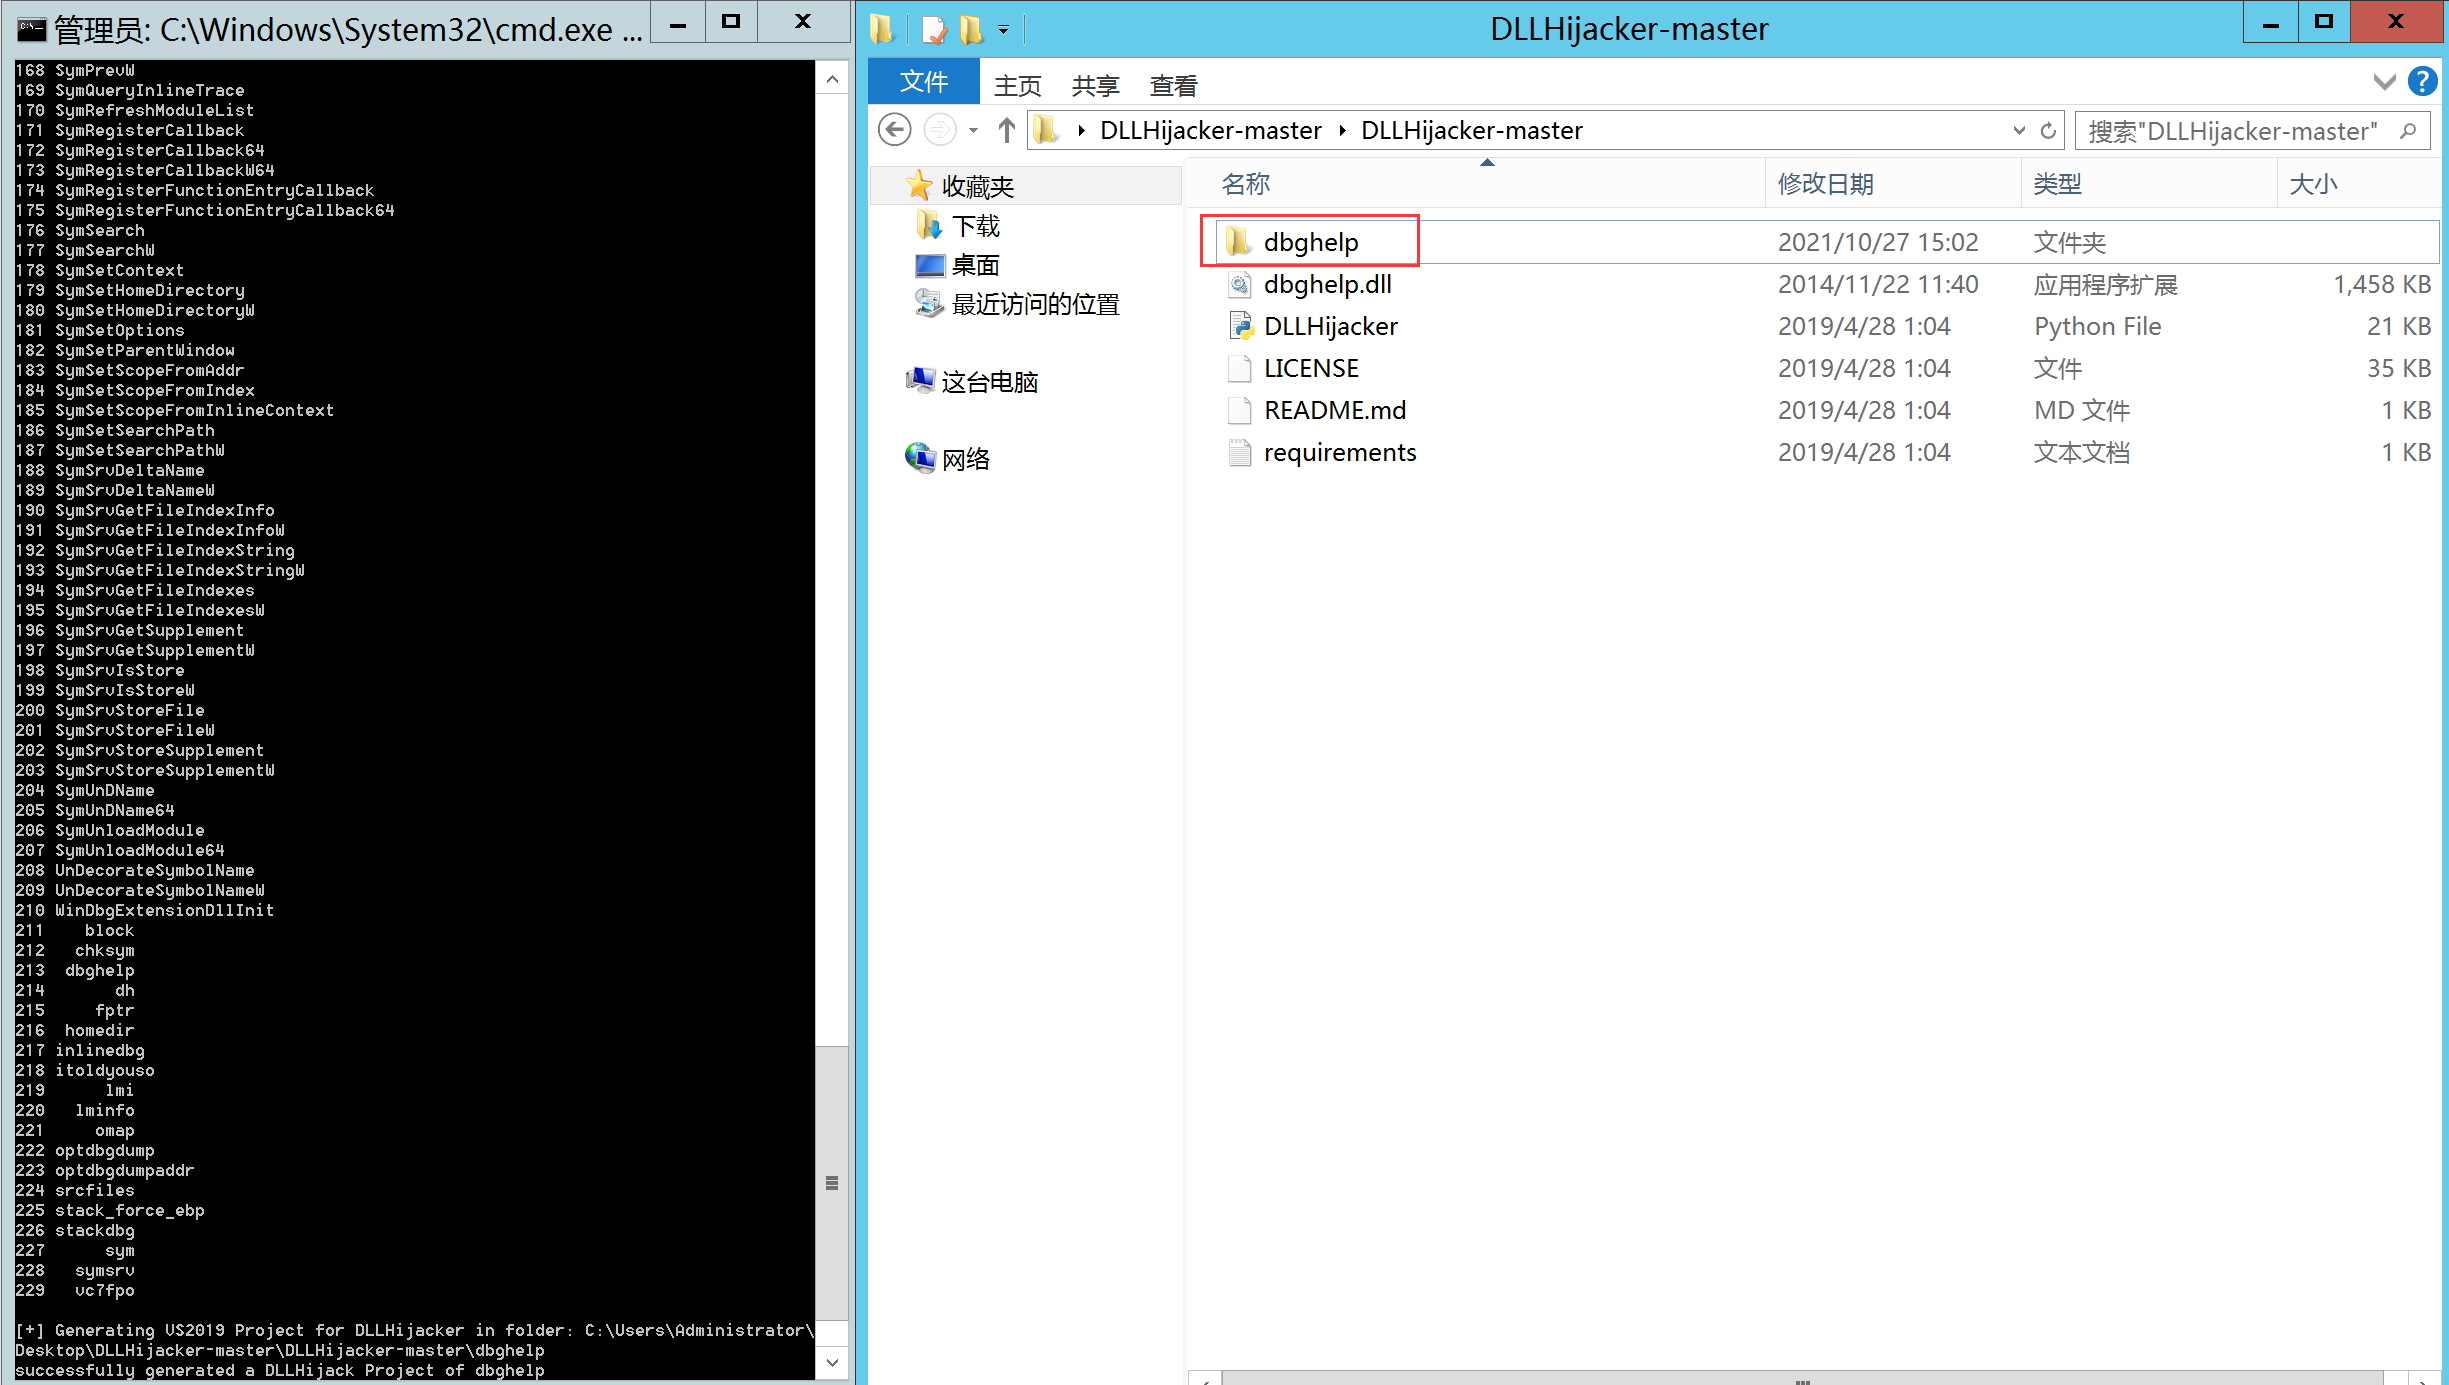 管理员: C:\Windows\System32\cmd.exe ...
168 SymPrevW
169 SymQueryInlineTrace
170 SymRefreshModuleList
171 SymRegisterCallback
172 SymRegisterCallback64
173 SymRegisterCallbackW64
174 SymRegisterFunctionEntryCallback
175 SymRegisterFunctionEntryCallback64
176 SymSearch
177 SymSearchW
178 SymSetContext
179 SymSetHomeDirectory
180 SymSetHomeDirectoryW
181 SymSetOptions
182 SymSetParentWindow
183 SymSetScopeFromAddr
184 SymSetScopeFromIndex
185 SymSetScopeFromInlineContext
186 SymSetSearchPath
187 SymSetSearchPathW
188 SymSrvDeltaName
189 SymSrvDeltaNameW
190 SymSrvGetFileIndexInfo
191 SymSrvGetFileIndexInfoW
192 SymSrvGetFileIndexString
193 SymSrvGetFileIndexStringW
194 SymSrvGetFileIndexes
195 SymSrvGetFileIndexesW
196 SymSrvGetSupplement
197 SymSrvGetSupplementW
198 SymSrvIsStore
199 SymSrvIsStoreW
200 SymSrvStoreFile
201 SymSrvStoreFileW
202 SymSrvStoreSupplement
203 SymSrvStoreSupplementW
204 SymUnDName
205 SymUnDName64
206 SymUnloadModule
207 SymUnloadModule64
208 UnDecorateSymbolName
209 UnDecorateSymbolNameW
210 WinDbgExtensionDllInit
211 block
212 chksym
213 dbghelp
214 dh
215 fptr
216 homedir
217 inlinedbg
218 itoldyouso
219 lmi
220 lminfo
221 omap
222 optdbgdump
223 optdbgdumpaddr
224 srcfiles
225 stack_force_ebp
226 stackdbg
227 sym
228 symsrv
229 vc7fpo
[+] Generating VS2019 Project for DLLHijacker in folder: C:\Users\Administrator\
Desktop\DLLHijacker-master\DLLHijacker-master\dbghelp
successfully generated a DLLHijack Project of dbghelp
DLLHijacker-master
文件 主页 共享 查看
DLLHijacker-master DLLHijacker-master 搜索"DLLHijacker-master"
收藏夹
下载
桌面
最近访问的位置
这台电脑
网络
名称 修改日期 类型 大小
dbghelp 2021/10/27 15:02 文件夹
dbghelp.dll 2014/11/22 11:40 应用程序扩展 1,458 KB
DLLHijacker 2019/4/28 1:04 Python File 21 KB
LICENSE 2019/4/28 1:04 文件 35 KB
README.md 2019/4/28 1:04 MD 文件 1 KB
requirements 2019/4/28 1:04 文本文档 1 KB